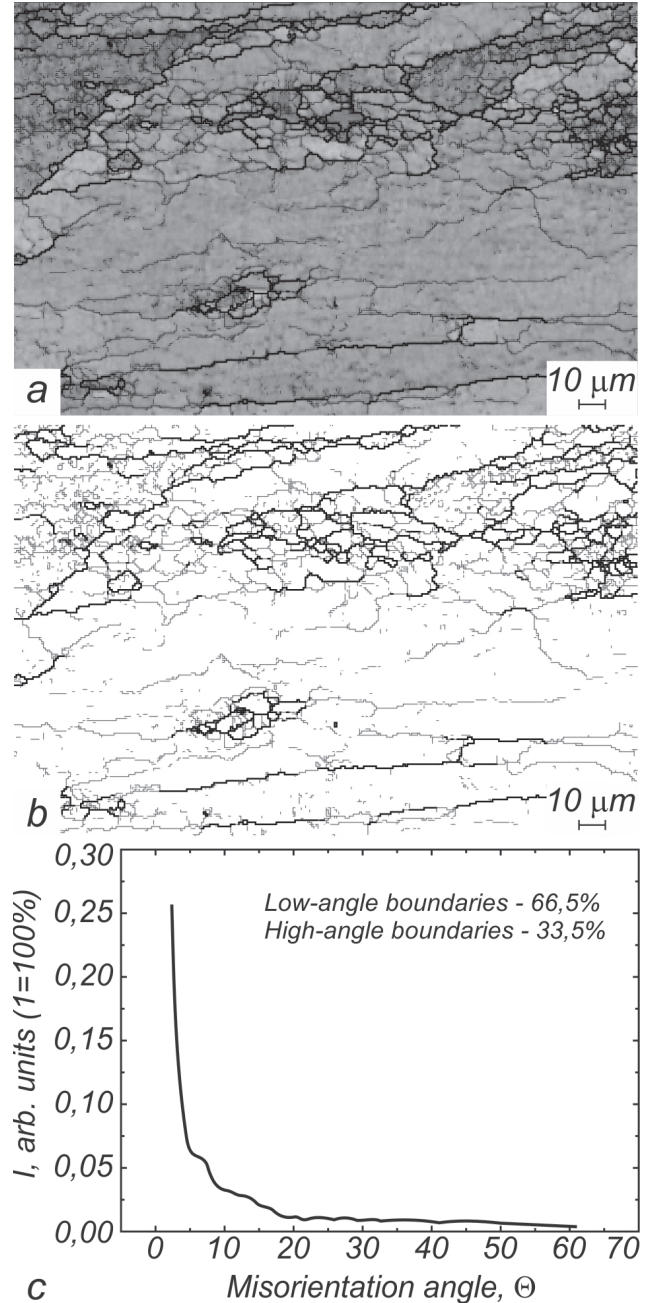 a
10 μm
b
10 μm
0,30
0,25
0,20
0,15
0,10
0,05
0,00
I, arb. units (1=100%)
Low-angle boundaries - 66,5%
High-angle boundaries - 33,5%
0 10 20 30 40 50 60 70
c
Misorientation angle, Θ